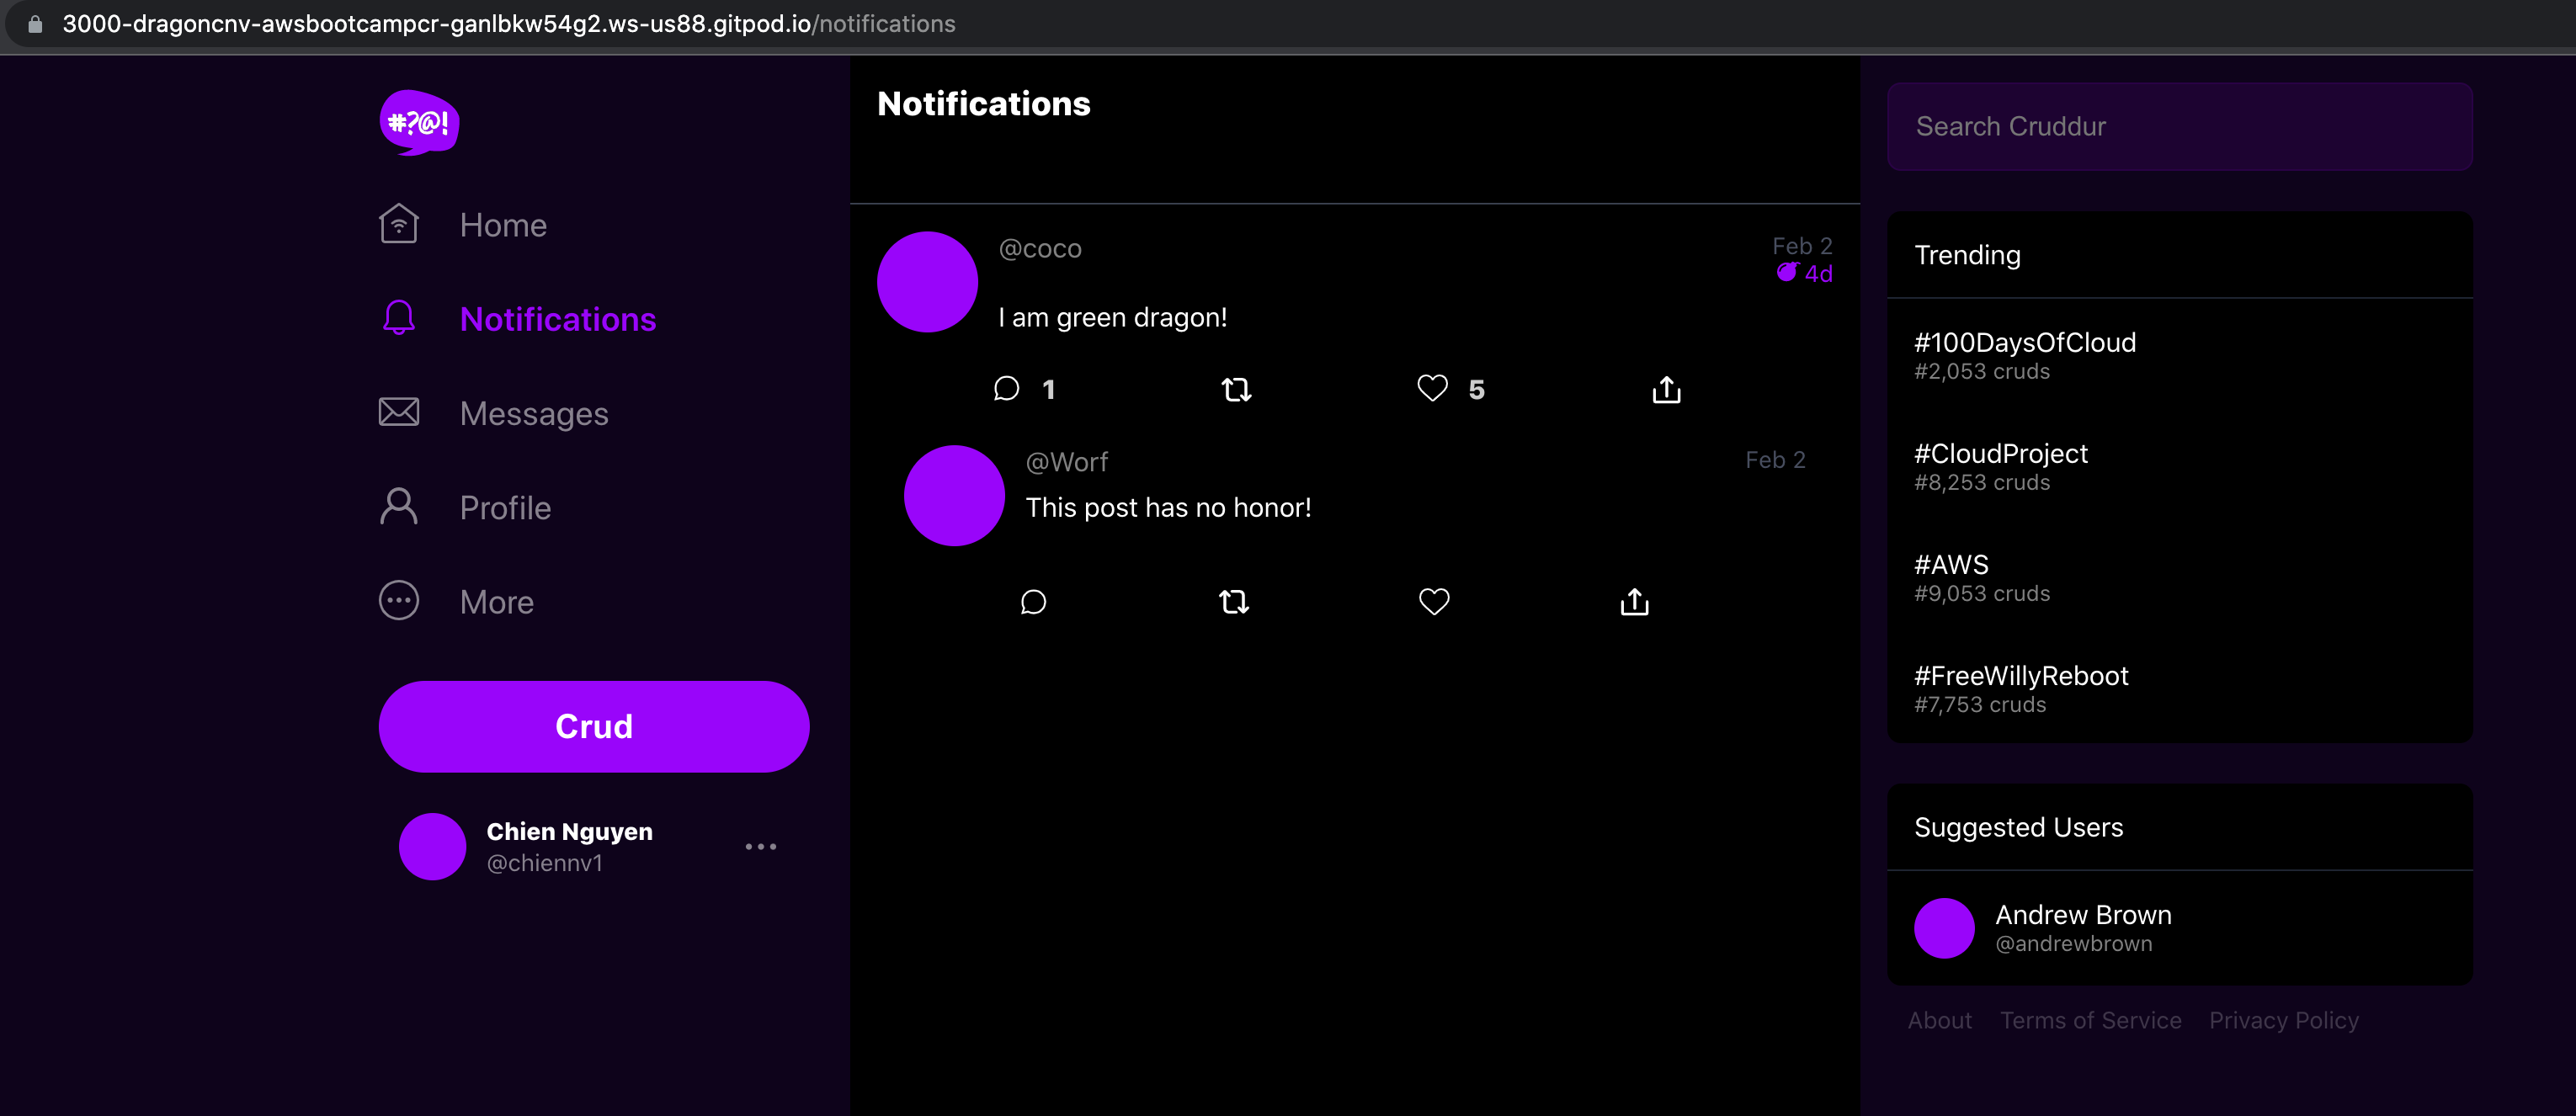 3000-dragoncnv-awsbootcampcr-ganlbkw54g2.ws-us88.gitpod.io/notifications
#?@!
Home
Notifications
Messages
Profile
More
Crud
Chien Nguyen
@chiennv1
Notifications
@coco
Feb 2
4d
I am green dragon!
1
5
@Worf
Feb 2
This post has no honor!
Search Cruddur
Trending
#100DaysOfCloud
#2,053 cruds
#CloudProject
#8,253 cruds
#AWS
#9,053 cruds
#FreeWillyReboot
#7,753 cruds
Suggested Users
Andrew Brown
@andrewbrown
About Terms of Service Privacy Policy